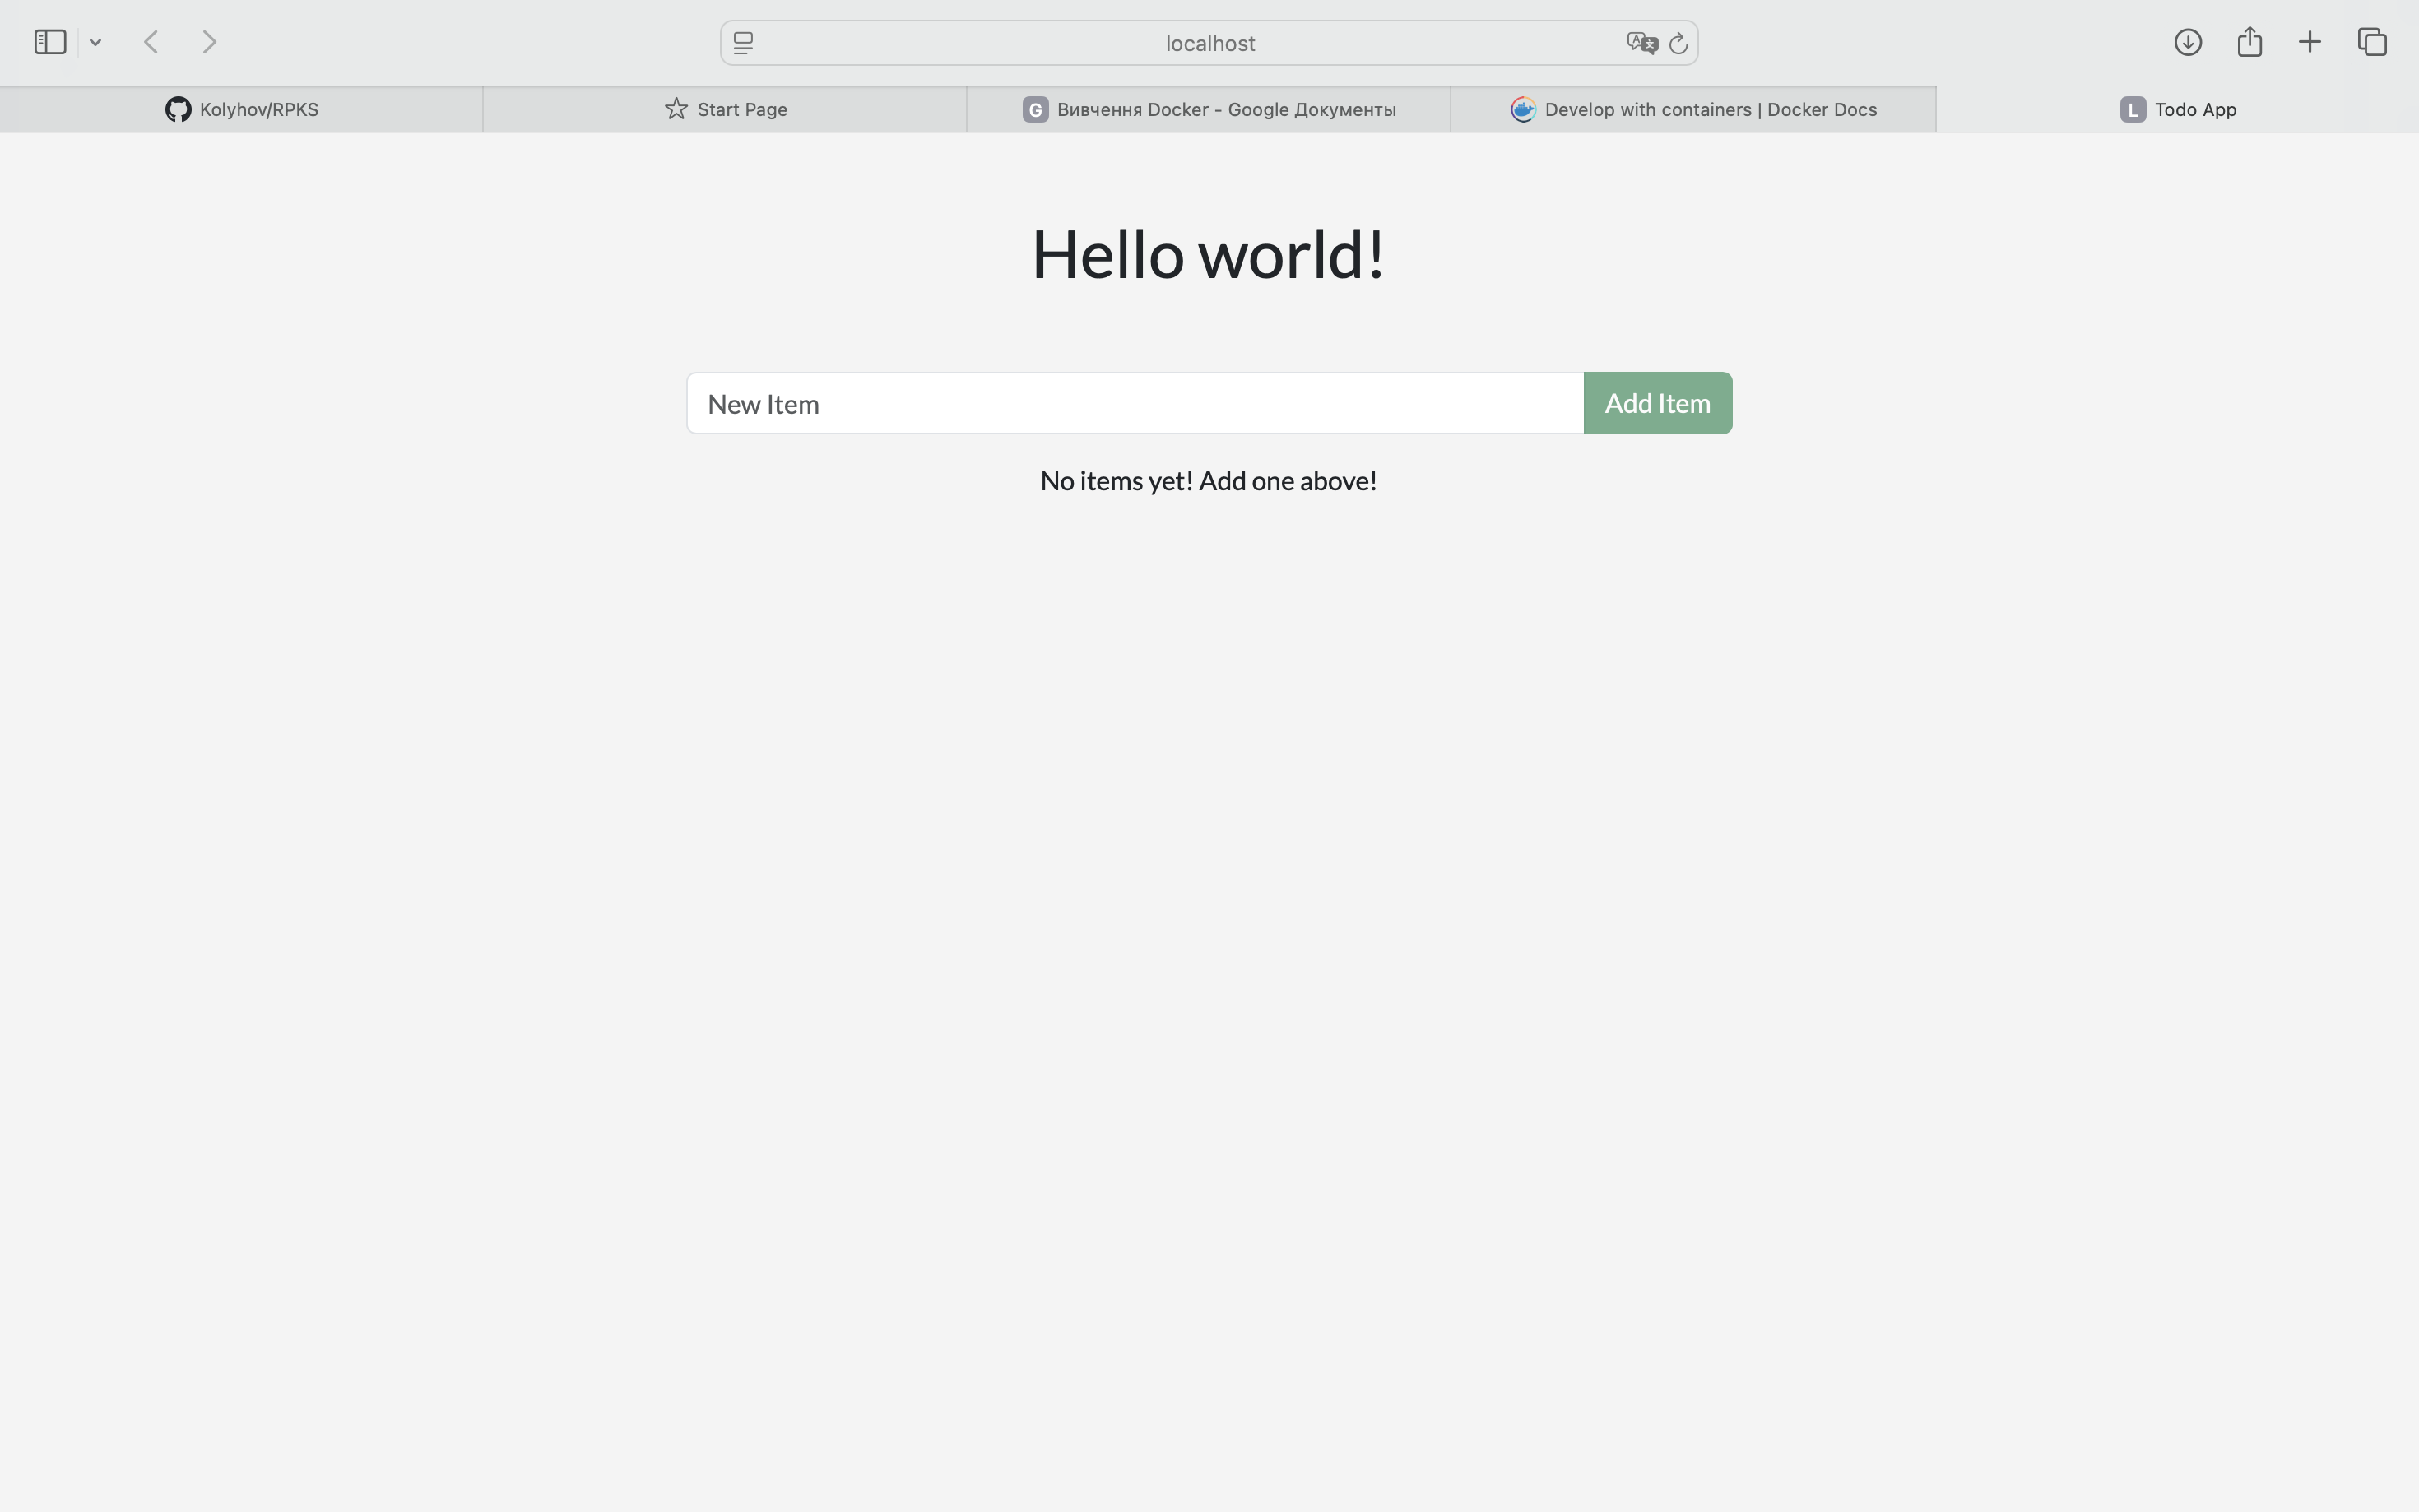 localhost
Kolyhov/RPKS
Start Page
G Вивчення Docker - Google Документы
Develop with containers | Docker Docs
L Todo App
Hello world!
New Item
Add Item
No items yet! Add one above!